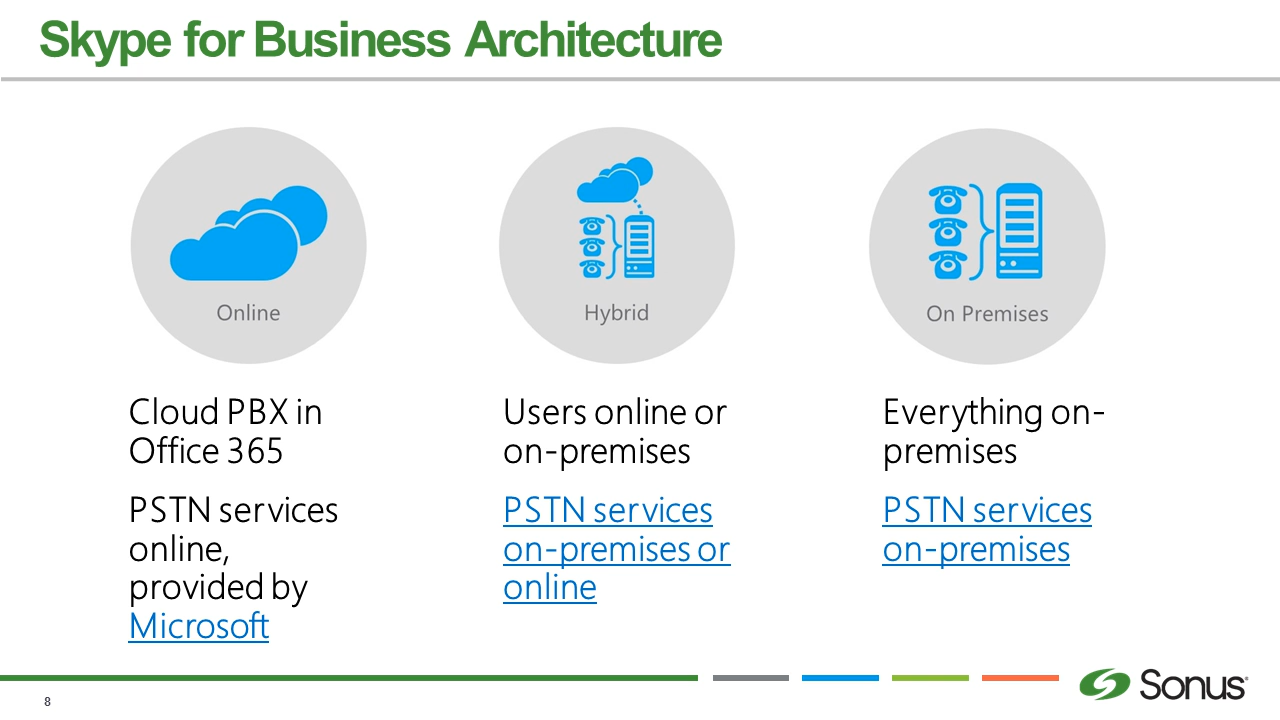 Skype for Business Architecture
Online
Hybrid
On Premises
Cloud PBX in
Office 365
PSTN services
online,
provided by
Microsoft
Users online or
on-premises
PSTN services
on-premises or
online
Everything on-
premises
PSTN services
on-premises
8
Sonus